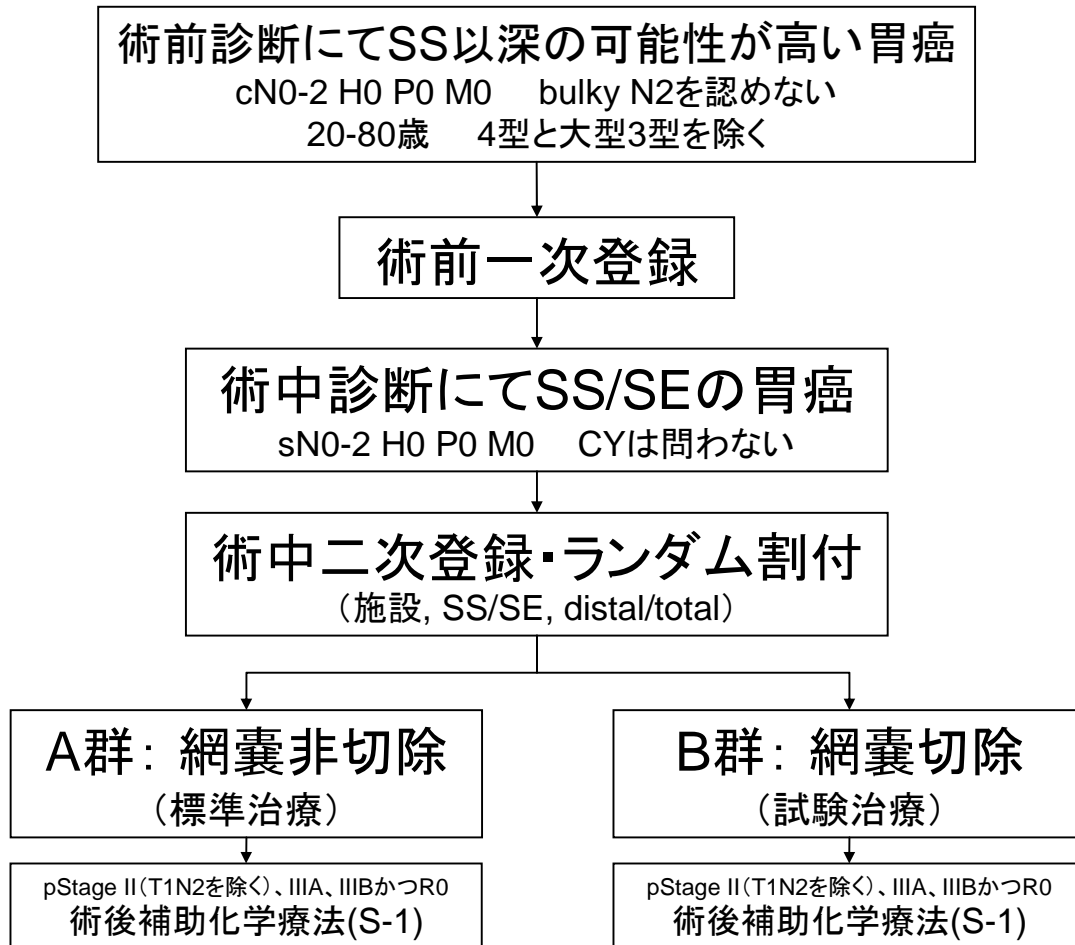 術前診断にてSS以深の可能性が高い胃癌
cN0-2 H0 P0 M0 bulky N2を認めない
20-80歳 4型と大型3型を除く
術前一次登録
術中診断にてSS/SEの胃癌
sN0-2 H0 P0 M0 CYは問わない
術中二次登録・ランダム割付
（施設, SS/SE, distal/total）
A群：網嚢非切除
（標準治療）
B群：網嚢切除
（試験治療）
pStage II（T1N2を除く）、IIIA、IIIBかつR0
術後補助化学療法(S-1)
pStage II（T1N2を除く）、IIIA、IIIBかつR0
術後補助化学療法(S-1)